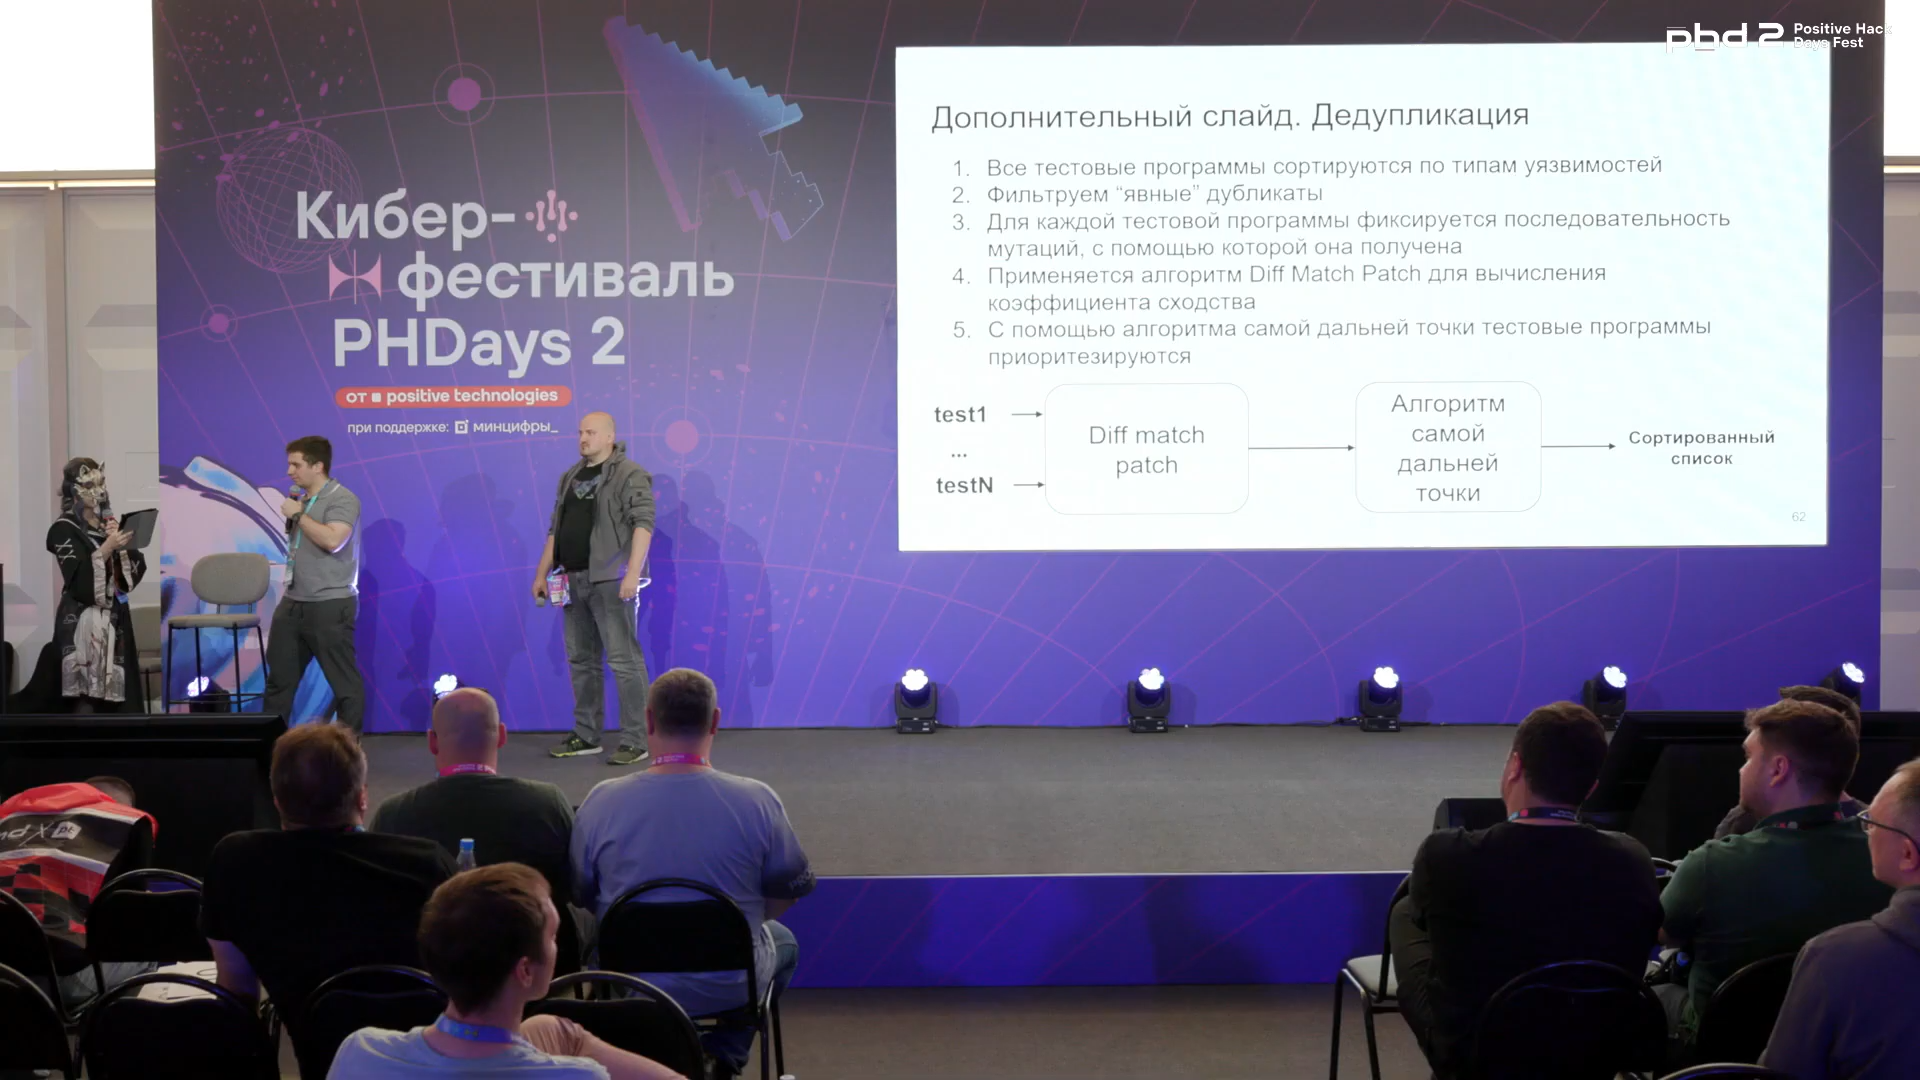 pbd 2 Positive Hack
Days Fest
Кибер-
фестиваль
PHDays 2
от positive technologies
при поддержке: минцифры_
Дополнительный слайд. Дедупликация
1. Все тестовые программы сортируются по типам уязвимостей
2. Фильтруем “явные” дубликаты
3. Для каждой тестовой программы фиксируется последовательность
мутаций, с помощью которой она получена
4. Применяется алгоритм Diff Match Patch для вычисления
коэффициента сходства
5. С помощью алгоритма самой дальней точки тестовые программы
приоритезируются
test1
...
testN
Diff match
patch
Алгоритм
самой
дальней
точки
Сортированный
список
62